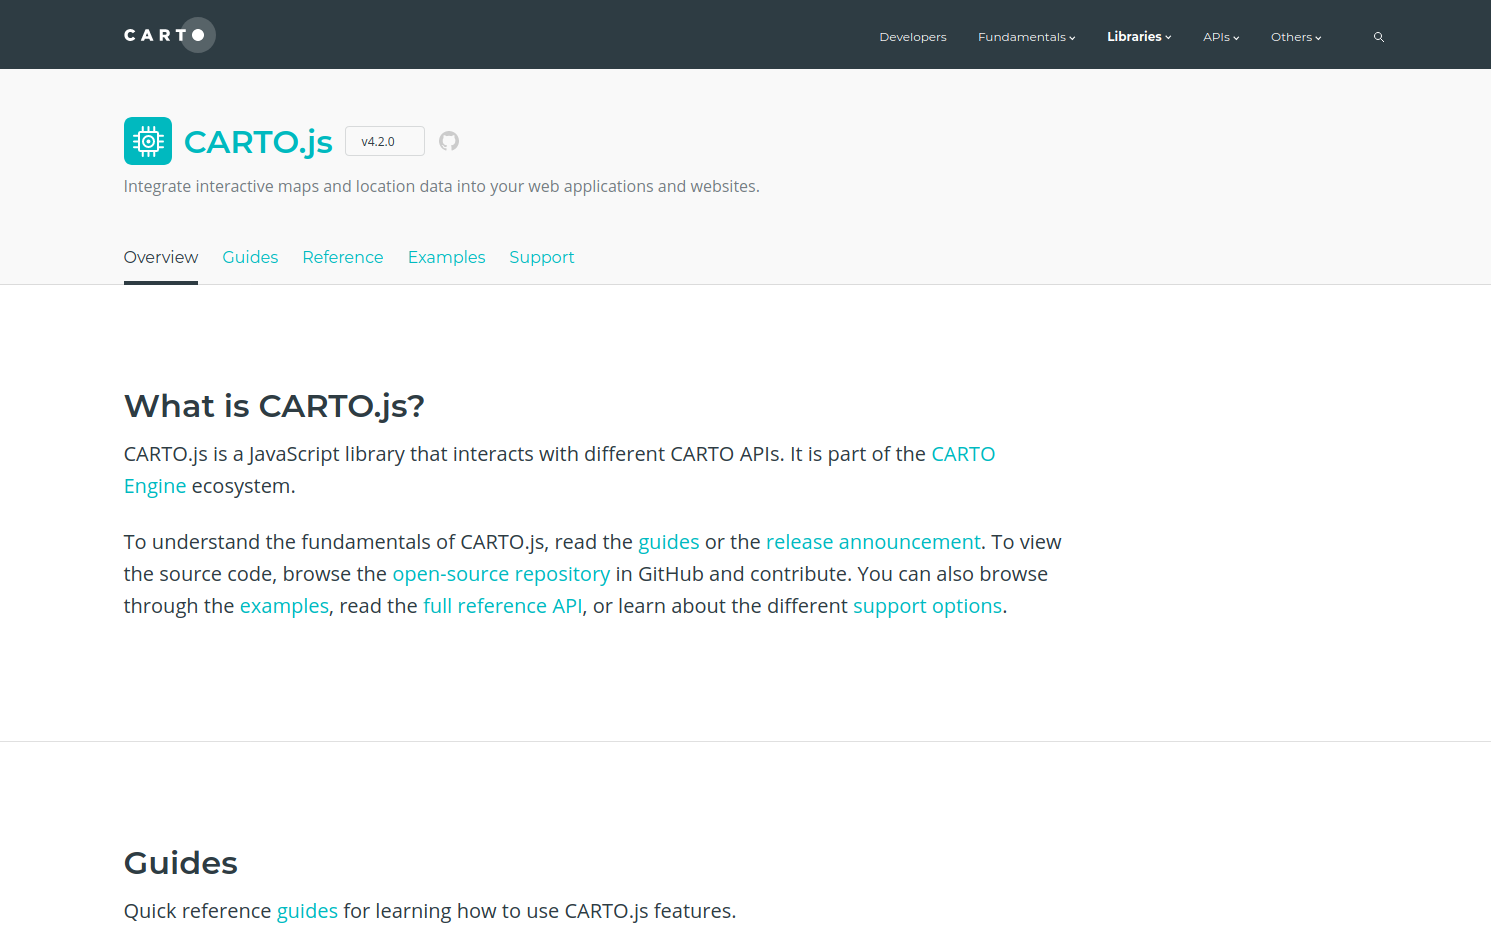 CARTO
Developers Fundamentals Libraries APIs Others
CARTO.js v4.2.0
Integrate interactive maps and location data into your web applications and websites.
Overview Guides Reference Examples Support
What is CARTO.js?
CARTO.js is a JavaScript library that interacts with different CARTO APIs. It is part of the CARTO
Engine ecosystem.
To understand the fundamentals of CARTO.js, read the guides or the release announcement. To view
the source code, browse the open-source repository in GitHub and contribute. You can also browse
through the examples, read the full reference API, or learn about the different support options.
Guides
Quick reference guides for learning how to use CARTO.js features.